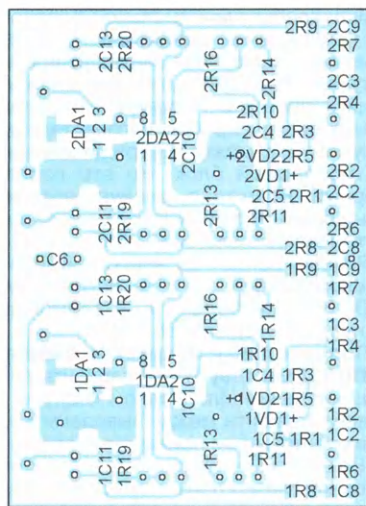 2R9 2C9
2C13 2R20 2R16 2R14 2R7
2C3
2R4
2DA1 1 2 3 8 5 2R10
2DA2 2C10 2C4 2R3
1 4 +2VD2 2R5
2VD1+ 2R2
2C5 2R1 2C2
2C11 2R19 2R13 2R11
2R6
2R8 2C8
C6 1R9 1C9
1C13 1R20 1R16 1R14 1R7
1C3
1R4
1DA1 1 2 3 8 5 1R10
1DA2 1C10 1C4 1R3
1 4 +1VD2 1R5
1VD1+ 1R2
1C5 1R1 1C2
1C11 1R19 1R13 1R11
1R6
1R8 1C8